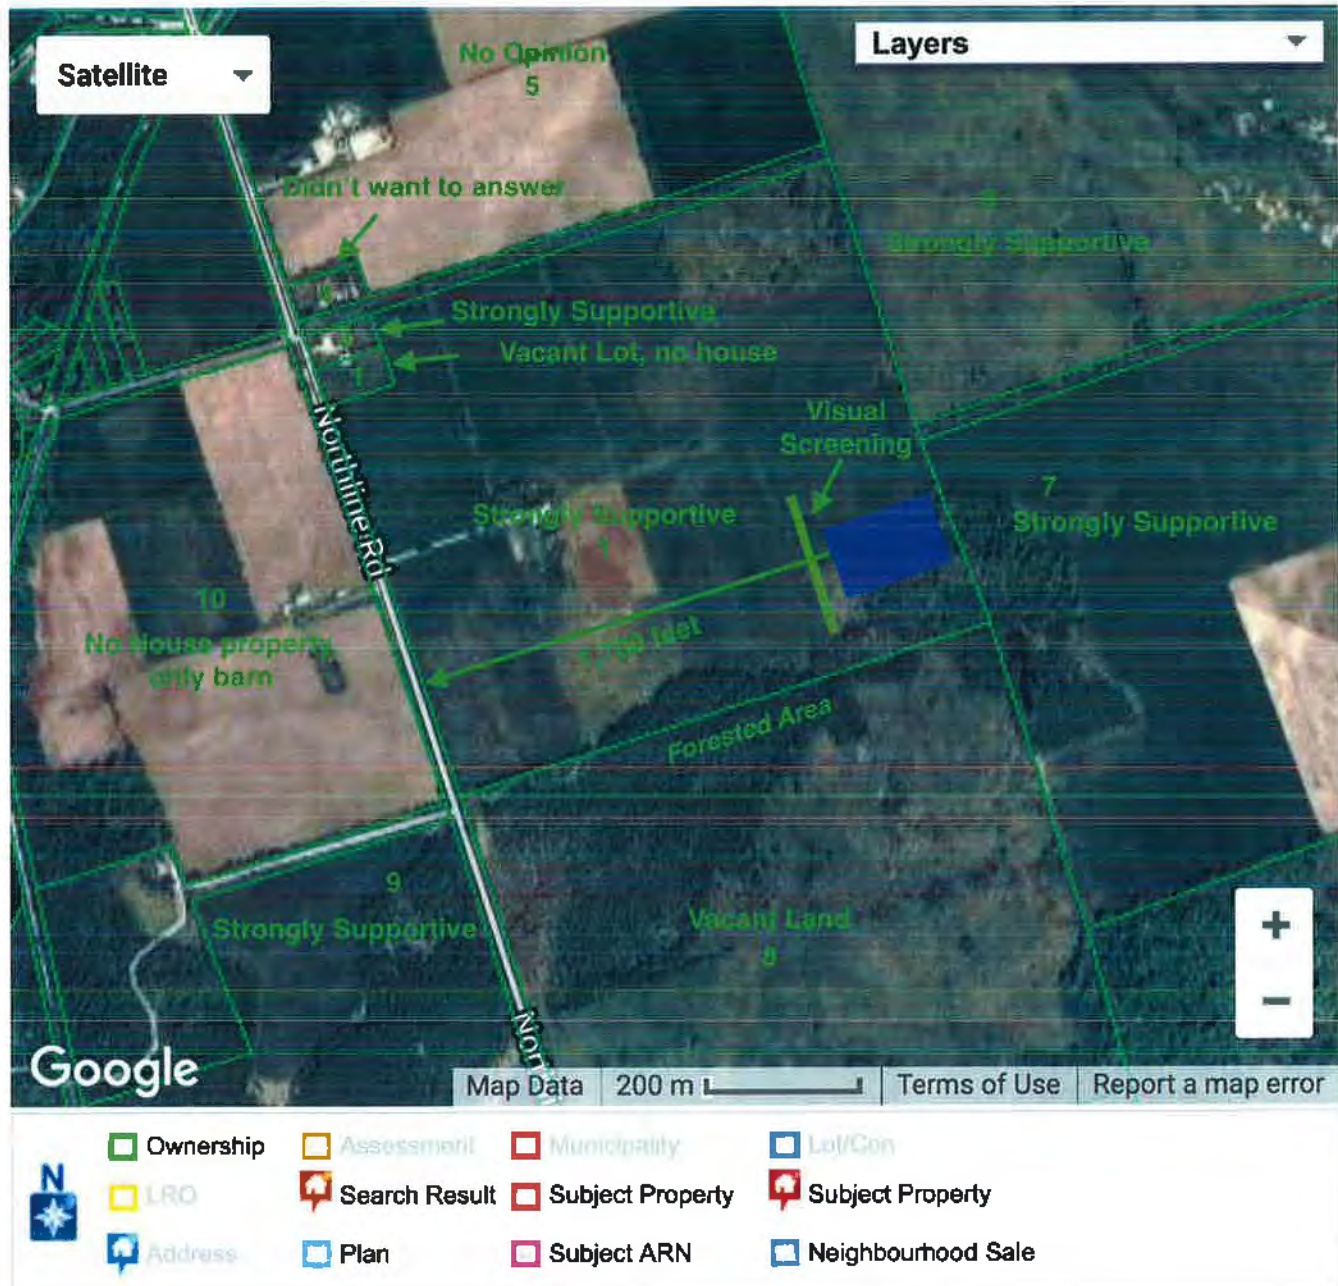 Satellite
Layers
No Opinion
5
Didn't want to answer
Strongly Supportive
Strongly Supportive
Vacant Lot, no house
Visual
Screening
Northline Rd
7
Strongly Supportive
Strongly Supportive
1
10
No House property,
only barn
feet
Forested Area
9
Strongly Supportive
Vacant Land
8
+
−
Google
Map Data
200 m
Terms of Use
Report a map error
Ownership
Assessment
Municipality
Lot/Con
N
LRO
Search Result
Subject Property
Subject Property
Address
Plan
Subject ARN
Neighbourhood Sale